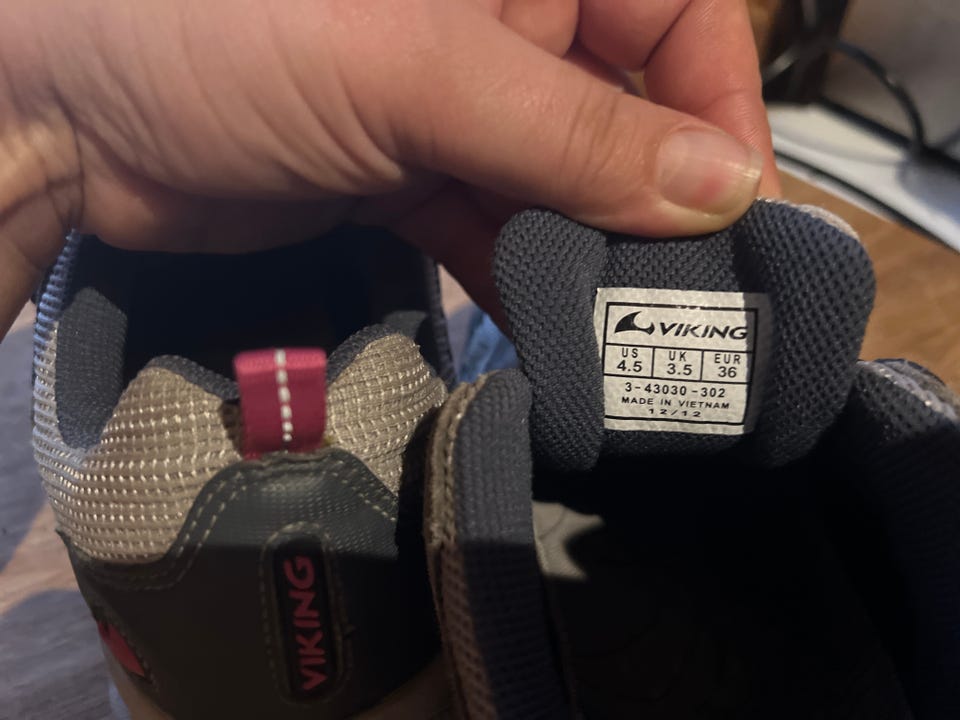 VIKING
US UK EUR
4.5 3.5 36
3-43030-302
MADE IN VIETNAM
12/12
VIKING